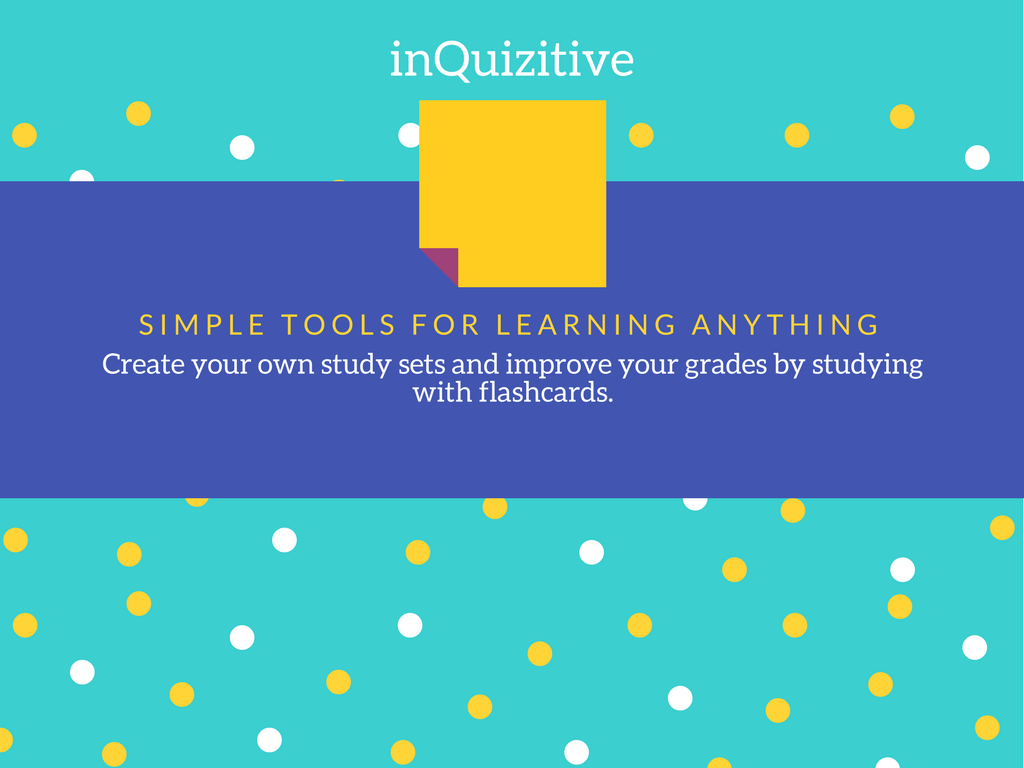 inQuizitive
SIMPLE TOOLS FOR LEARNING ANYTHING
Create your own study sets and improve your grades by studying
with flashcards.